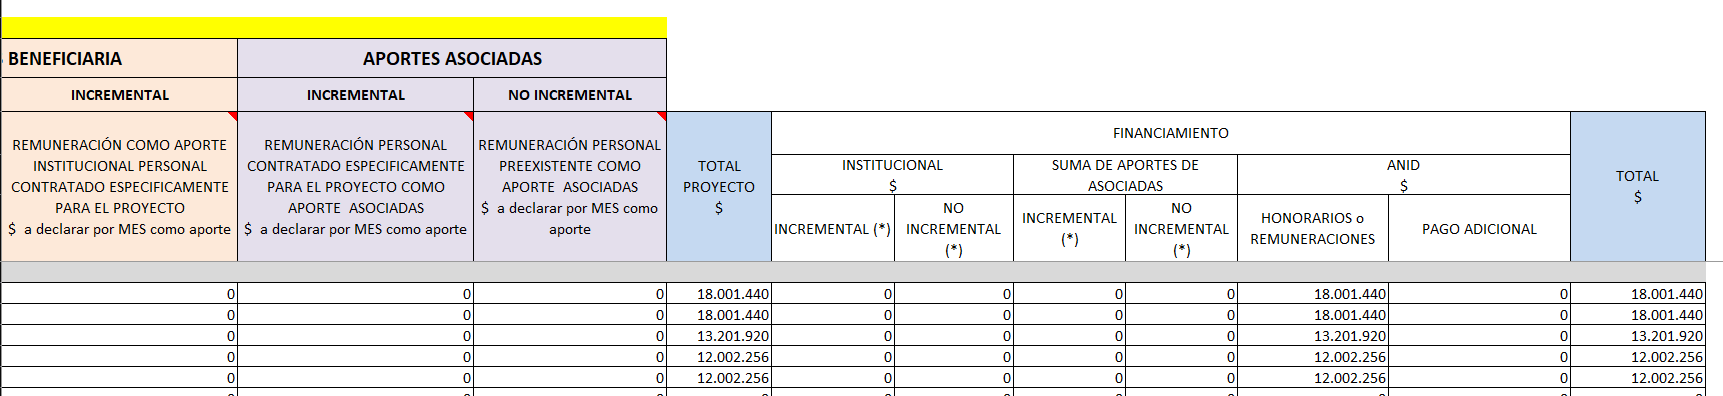 BENEFICIARIA APORTES ASOCIADAS
INCREMENTAL INCREMENTAL NO INCREMENTAL
REMUNERACIÓN COMO APORTE
INSTITUCIONAL PERSONAL
CONTRATADO ESPECIFICAMENTE
PARA EL PROYECTO
$ a declarar por MES como aporte
REMUNERACIÓN PERSONAL
CONTRATADO ESPECIFICAMENTE
PARA EL PROYECTO COMO
APORTE ASOCIADAS
$ a declarar por MES como aporte
REMUNERACIÓN PERSONAL
PREEXISTENTE COMO
APORTE ASOCIADAS
$ a declarar por MES como
aporte
TOTAL
PROYECTO
$
FINANCIAMIENTO
INSTITUCIONAL
$
SUMA DE APORTES DE
ASOCIADAS
ANID
$
INCREMENTAL (*)
NO
INCREMENTAL
(*)
INCREMENTAL
(*)
NO
INCREMENTAL
(*)
HONORARIOS o
REMUNERACIONES
PAGO ADICIONAL
TOTAL
$
0 0 0 18.001.440 0 0 0 0 18.001.440 0 18.001.440
0 0 0 18.001.440 0 0 0 0 18.001.440 0 18.001.440
0 0 0 13.201.920 0 0 0 0 13.201.920 0 13.201.920
0 0 0 12.002.256 0 0 0 0 12.002.256 0 12.002.256
0 0 0 12.002.256 0 0 0 0 12.002.256 0 12.002.256